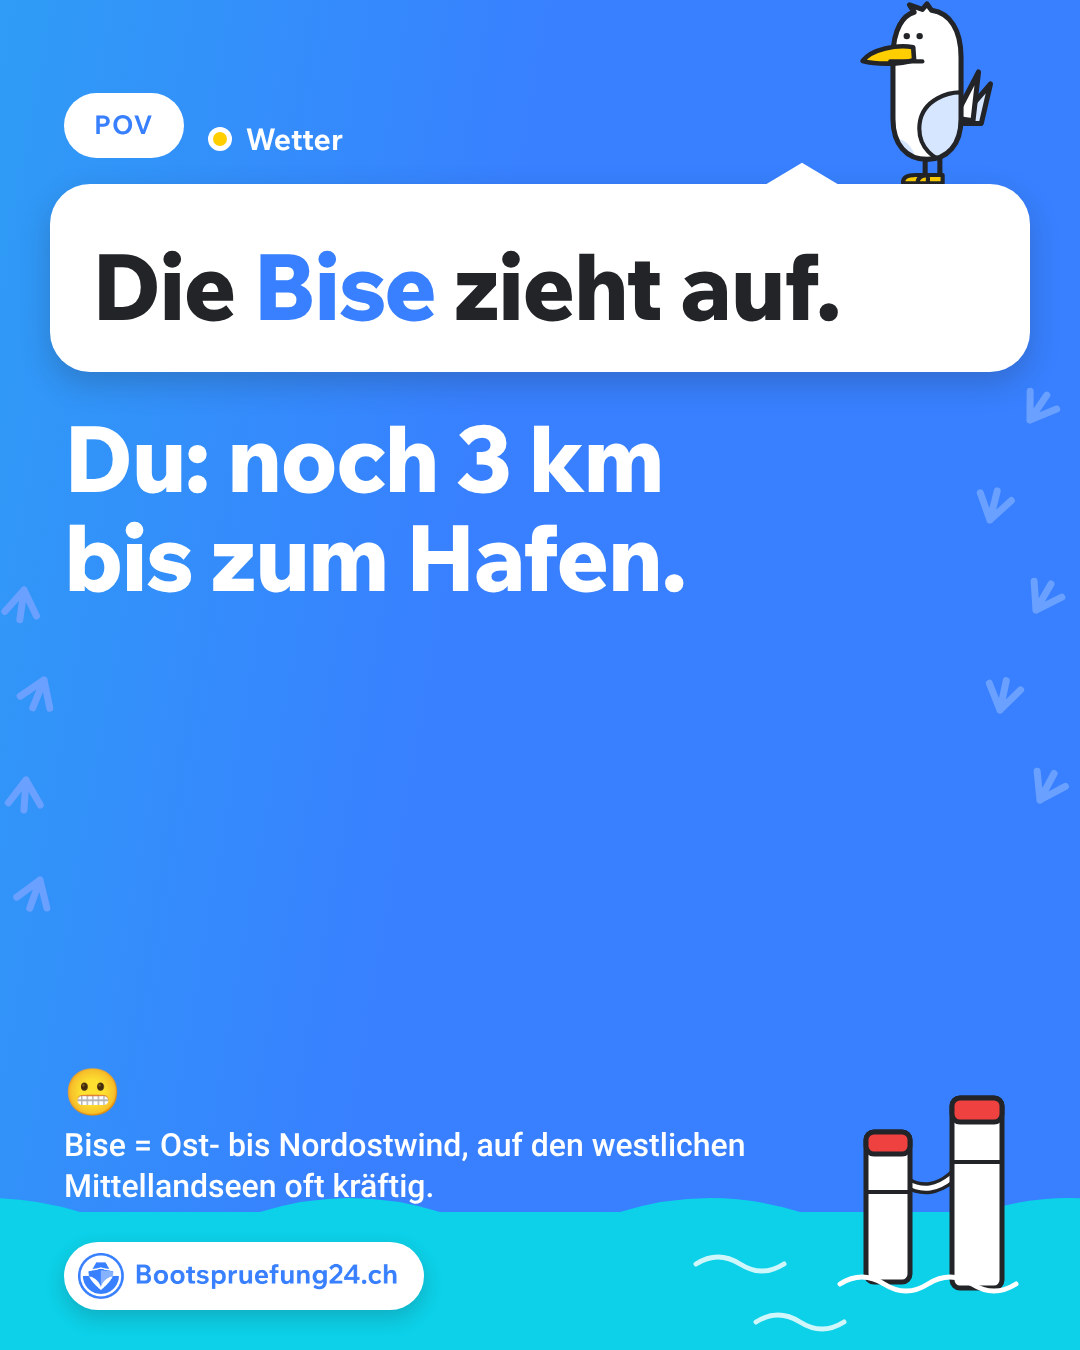 POV
Wetter
Die Bise zieht auf.
Du: noch 3 km
bis zum Hafen.
😬
Bise = Ost- bis Nordostwind, auf den westlichen
Mittellandseen oft kräftig.
Bootspruefung24.ch